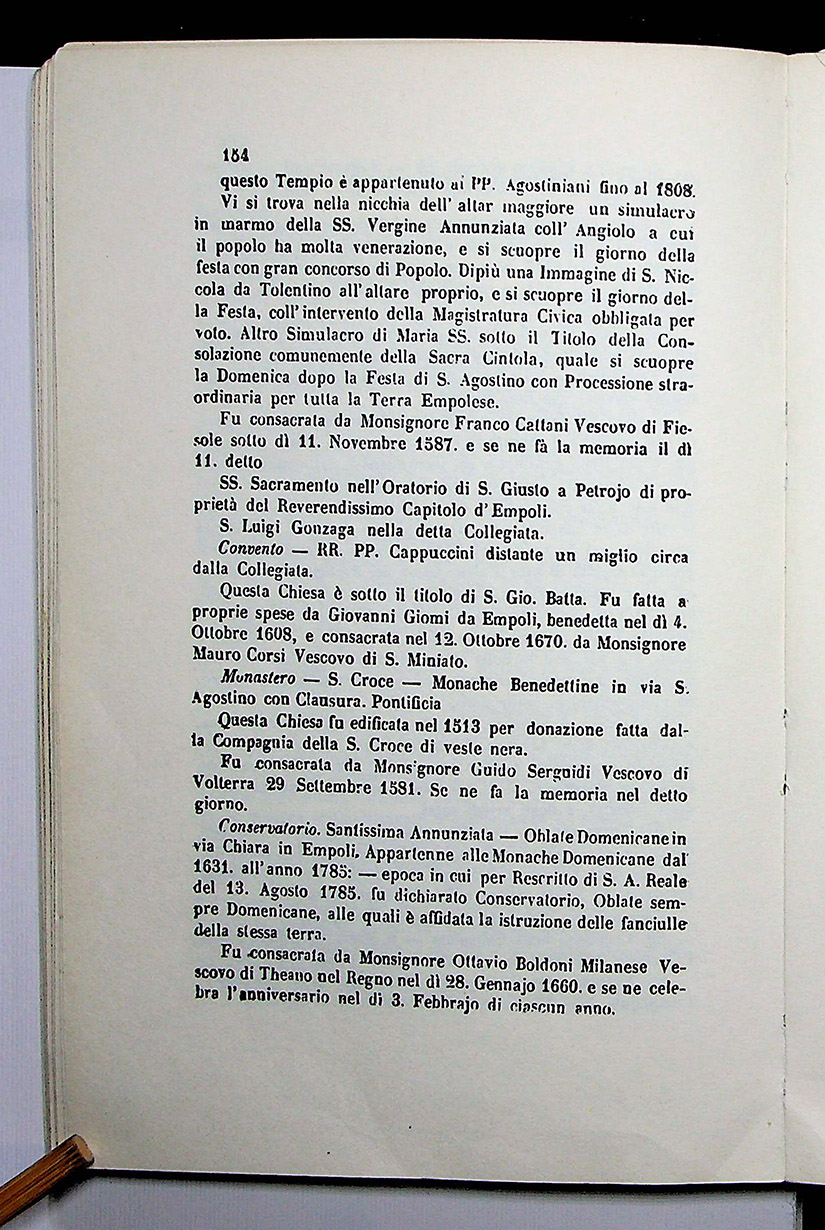 154
questo Tempio è appartenuto ai PP. Agostiniani fino al 1808.
Vi si trova nella nicchia dell' altar maggiore un simulacro
in marmo della SS. Vergine Annunziata coll' Angiolo a cui
il popolo ha molta venerazione, e si scuopre il giorno della
festa con gran concorso di Popolo. Dipiù una Immagine di S. Nic-
cola da Tolentino all'altare proprio, e si scuopre il giorno del-
la Festa, coll'intervento della Magistratura Civica obbligata per
voto. Altro Simulacro di Maria SS. sotto il Titolo della Con-
solazione comunemente della Sacra Cintola, quale si scuopre
la Domenica dopo la Festa di S. Agostino con Processione stra-
ordinaria per tutta la Terra Empolese.
Fu consacrata da Monsignore Franco Cattani Vescovo di Fie-
sole sotto dì 11. Novembre 1587. e se ne fà la memoria il dì
11. detto
SS. Sacramento nell'Oratorio di S. Giusto a Petrojo di pro-
prietà del Reverendissimo Capitolo d'Empoli.
S. Luigi Gonzaga nella detta Collegiata.
Convento — RR. PP. Cappuccini distante un miglio circa
dalla Collegiata.
Questa Chiesa è sotto il titolo di S. Gio. Batta. Fu fatta a
proprie spese da Giovanni Giomi da Empoli, benedetta nel dì 4.
Ottobre 1608, e consacrata nel 12. Ottobre 1670. da Monsignore
Mauro Corsi Vescovo di S. Miniato.
Monastero — S. Croce — Monache Benedettine in via S.
Agostino con Clausura. Pontificia
Questa Chiesa fu edificata nel 1513 per donazione fatta dal-
la Compagnia della S. Croce di veste nera.
Fu consacrata da Monsignore Guido Serguidi Vescovo di
Volterra 29 Settembre 1581. Se ne fa la memoria nel detto
giorno.
Conservatorio. Santissima Annunziata — Oblate Domenicane in
via Chiara in Empoli. Appartenne alle Monache Domenicane dal
1631. all'anno 1785: — epoca in cui per Rescritto di S. A. Reale
del 13. Agosto 1785. fu dichiarato Conservatorio, Oblate sem-
pre Domenicane, alle quali è affidata la istruzione delle fanciulle
della stessa terra.
Fu consacrata da Monsignore Ottavio Boldoni Milanese Ve-
scovo di Theano nel Regno nel dì 28. Gennajo 1660. e se ne cele-
bra l'anniversario nel di 3. Febbrajo di ciascun anno.